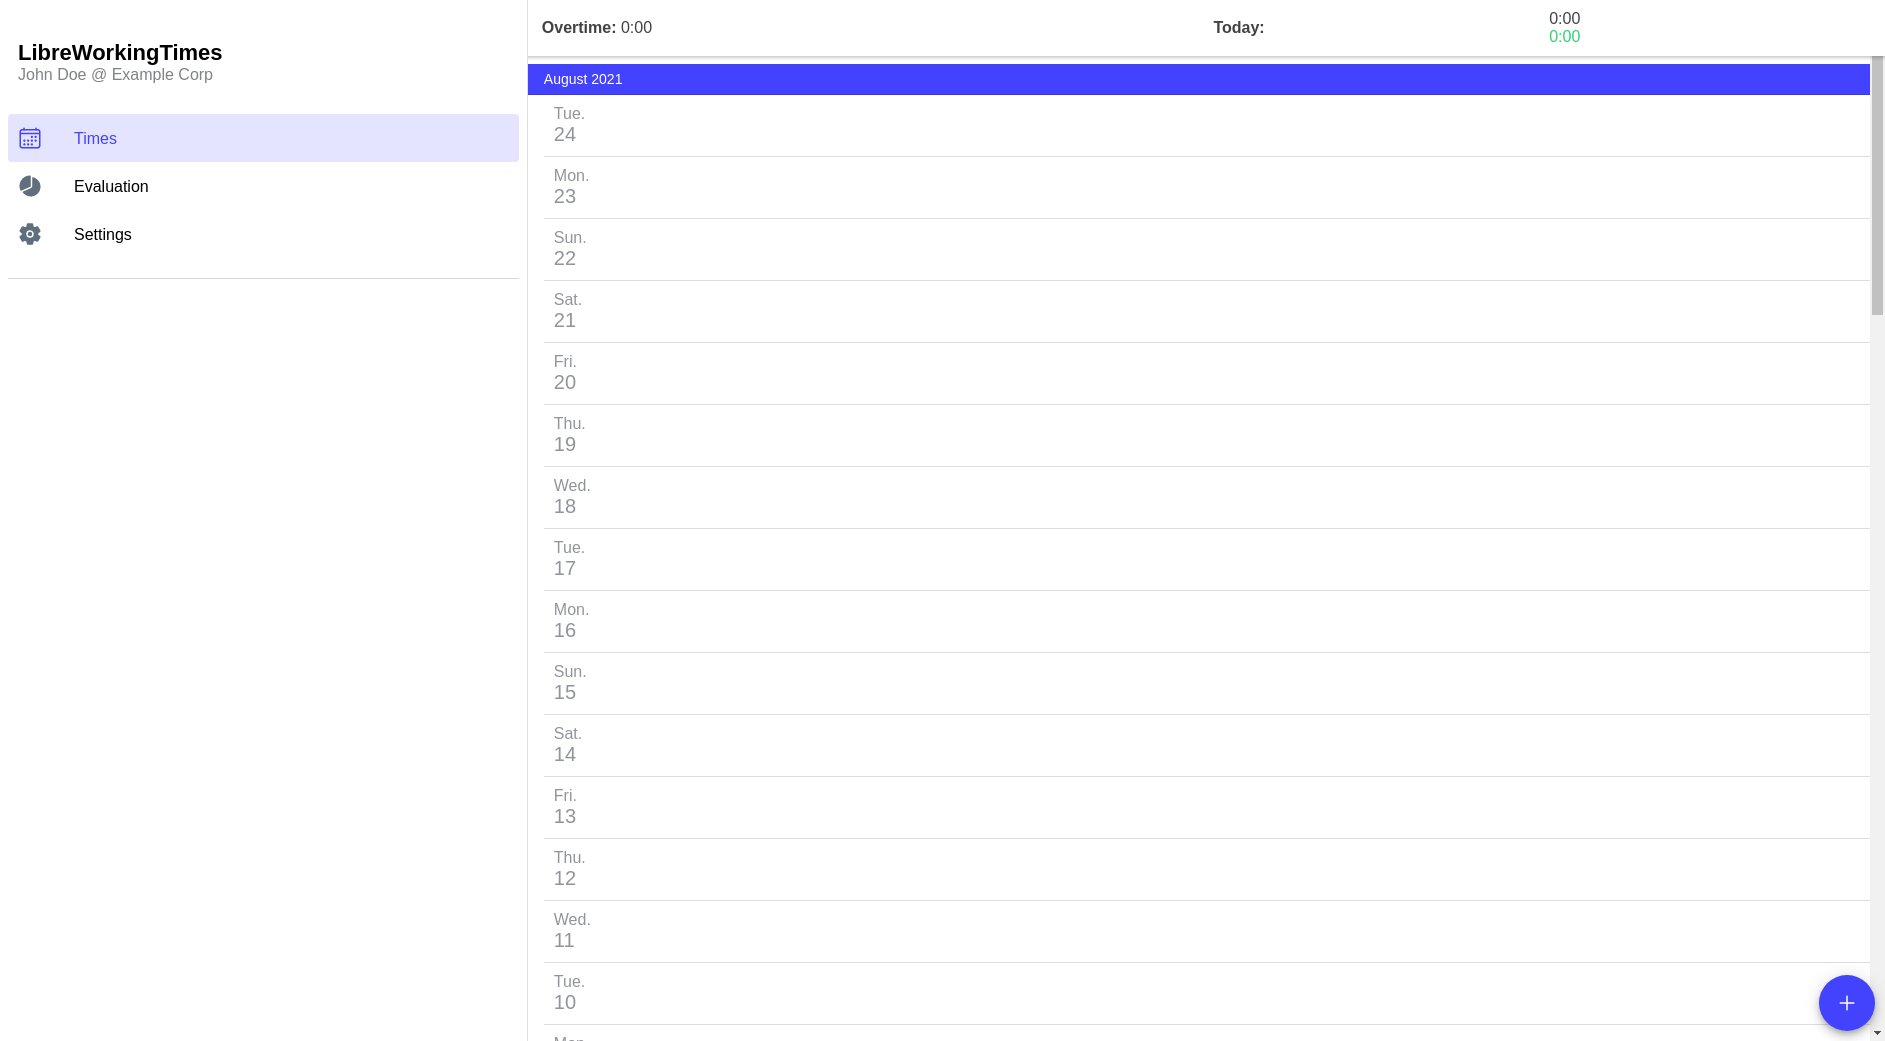 LibreWorkingTimes
John Doe @ Example Corp
Times
Evaluation
Settings
Overtime: 0:00
Today:
0:00
0:00
August 2021
Tue.
24
Mon.
23
Sun.
22
Sat.
21
Fri.
20
Thu.
19
Wed.
18
Tue.
17
Mon.
16
Sun.
15
Sat.
14
Fri.
13
Thu.
12
Wed.
11
Tue.
10
Mon.